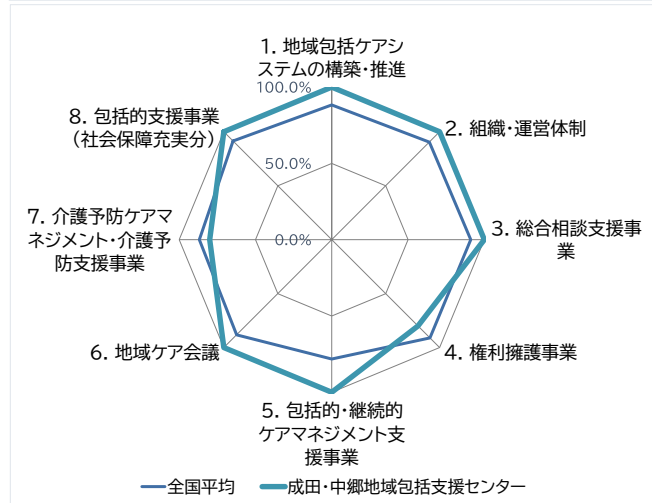 1. 地域包括ケアシ
ステムの構築・推進
100.0%
8. 包括的支援事業
（社会保障充実分）
2. 組織・運営体制
50.0%
7. 介護予防ケアマ
ネジメント・介護予
防支援事業
0.0%
3. 総合相談支援事
業
6. 地域ケア会議
4. 権利擁護事業
5. 包括的・継続的
ケアマネジメント支
援事業
全国平均
成田・中郷地域包括支援センター